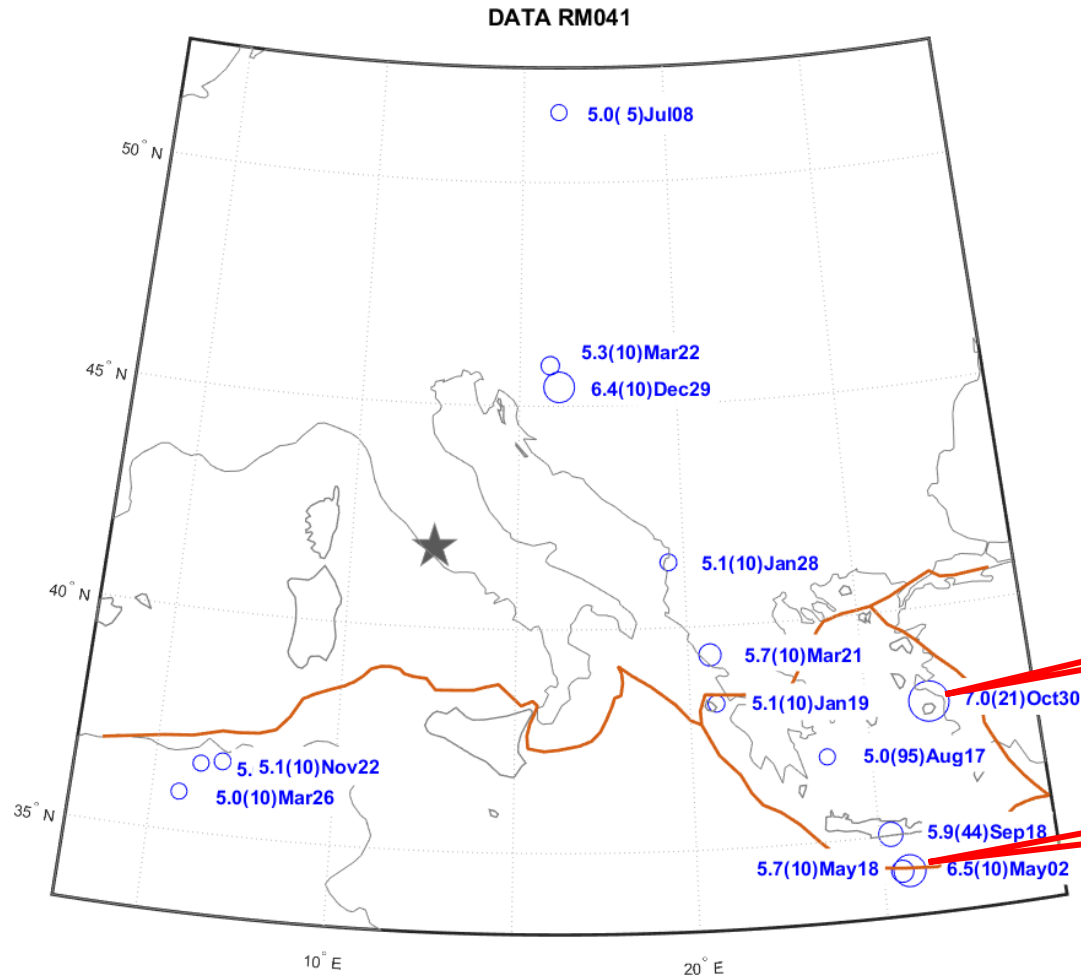 DATA RM041
5.0( 5)Jul08
50° N
5.3(10)Mar22
45° N
6.4(10)Dec29
5.1(10)Jan28
40° N
5.7(10)Mar21
7.0(21)Oct30
5.1(10)Jan19
5.0(95)Aug17
5. 5.1(10)Nov22
5.0(10)Mar26
35° N
5.9(44)Sep18
5.7(10)May18
6.5(10)May02
10° E
20° E